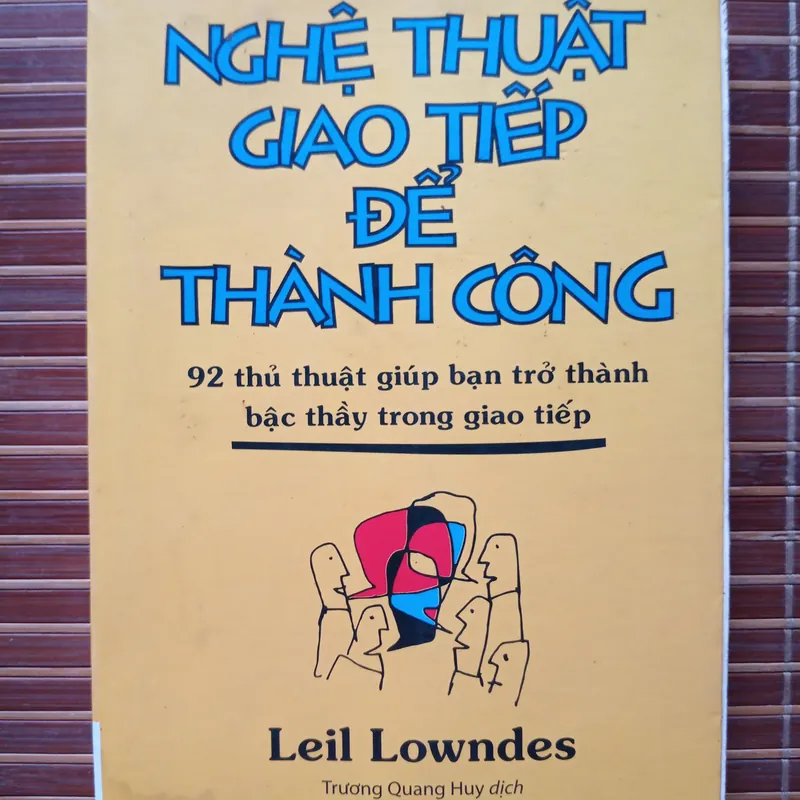 NGHỆ THUẬT
GIAO TIẾP
ĐỂ
THÀNH CÔNG
92 thủ thuật giúp bạn trở thành
bậc thầy trong giao tiếp
Leil Lowndes
Trương Quang Huy dịch